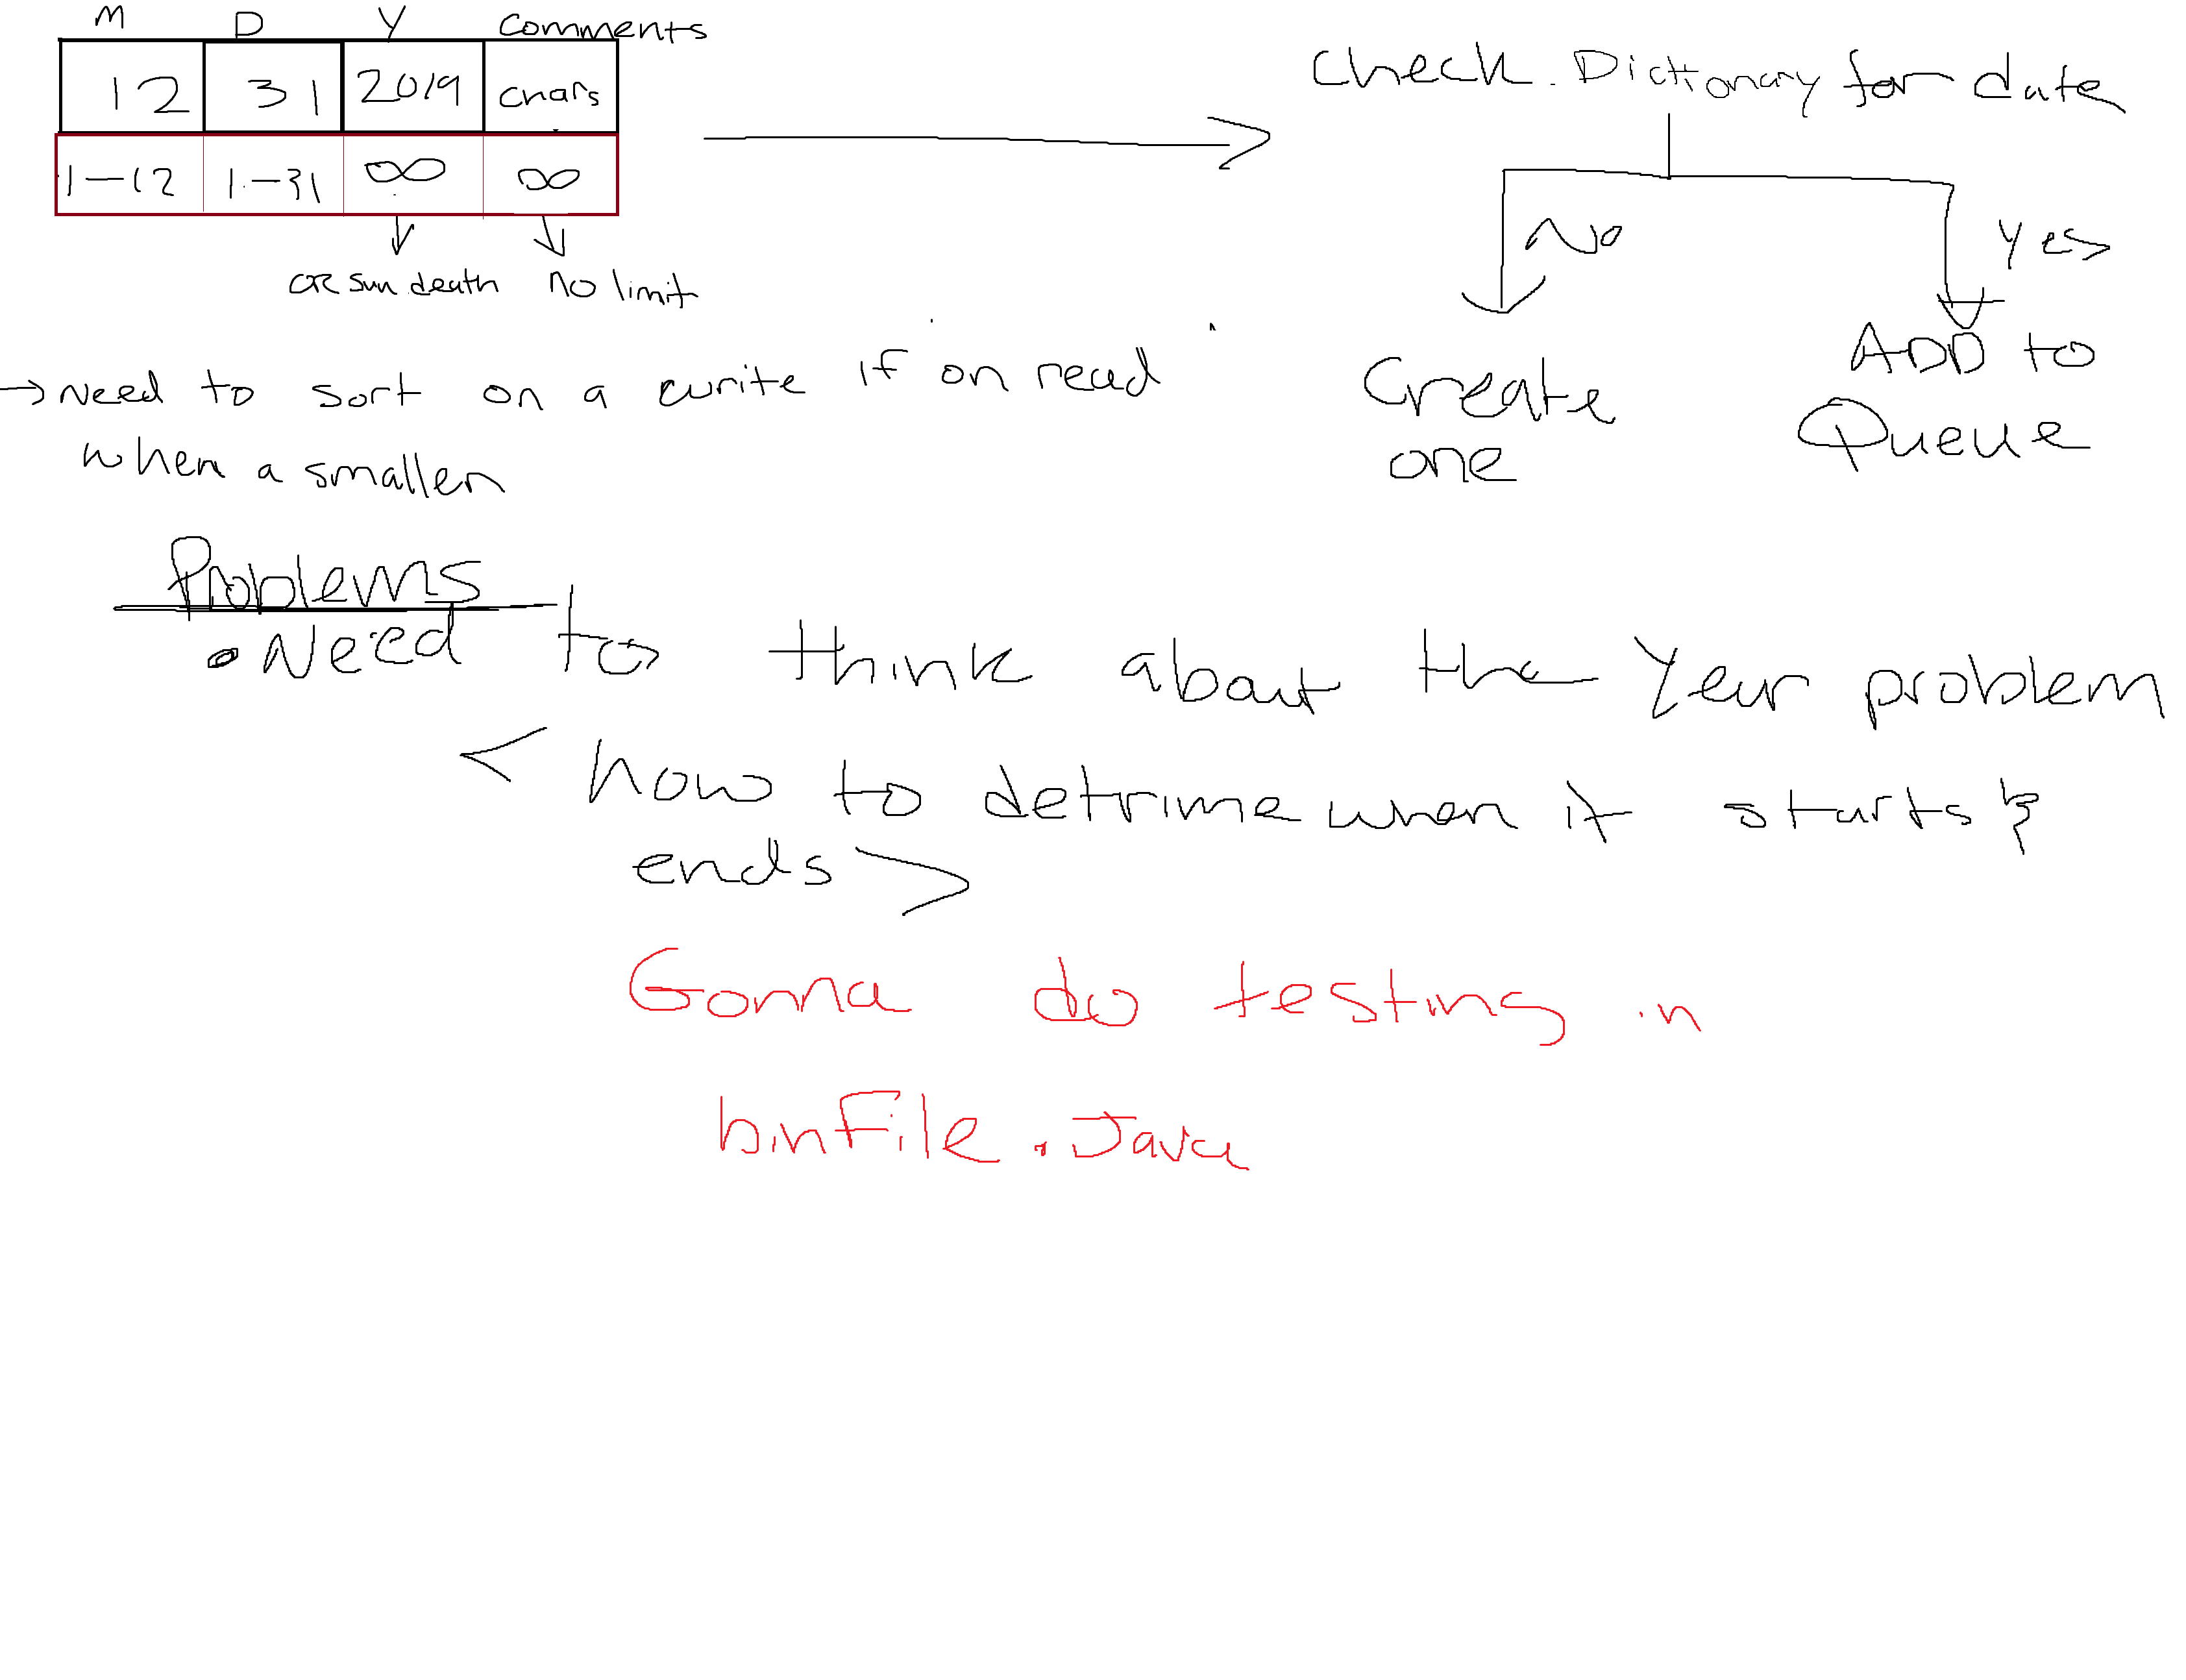 M D Y Comments
12 31 2019 chars
1-12 1-31 ∞ ∞
or sun death no limit
check Dictionary for date
No Yes
Create
one
ADD to
Queue
→ Need to sort on a write if on read
when a smaller
Problems
• Need to think about the Year problem
< how to detrime when it starts &
ends >
Gonna do testing in
binFile.Java